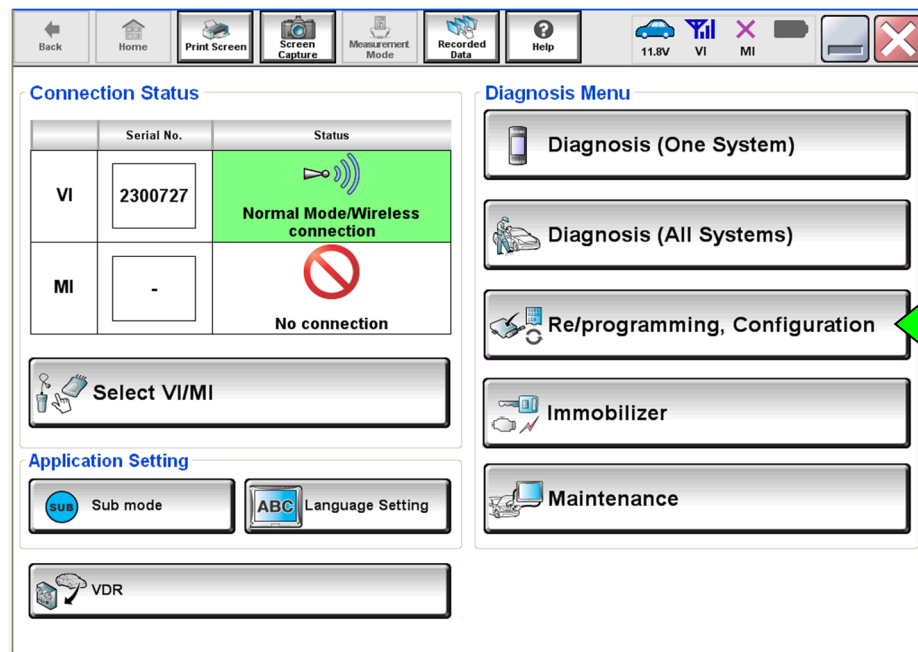 Back
Home
Print Screen
Screen
Capture
Measurement
Mode
Recorded
Data
Help
11.8V
VI
MI
Connection Status
Serial No.
Status
VI
2300727
Normal Mode/Wireless
connection
MI
-
No connection
Select VI/MI
Application Setting
SUB
Sub mode
ABC
Language Setting
VDR
Diagnosis Menu
Diagnosis (One System)
Diagnosis (All Systems)
Re/programming, Configuration
Immobilizer
Maintenance